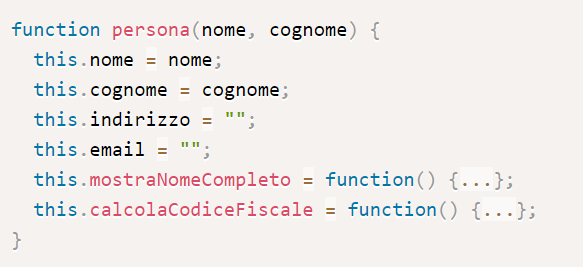 function persona(nome, cognome) {
  this.nome = nome;
  this.cognome = cognome;
  this.indirizzo = "";
  this.email = "";
  this.mostraNomeCompleto = function() {...};
  this.calcolaCodiceFiscale = function() {...};
}